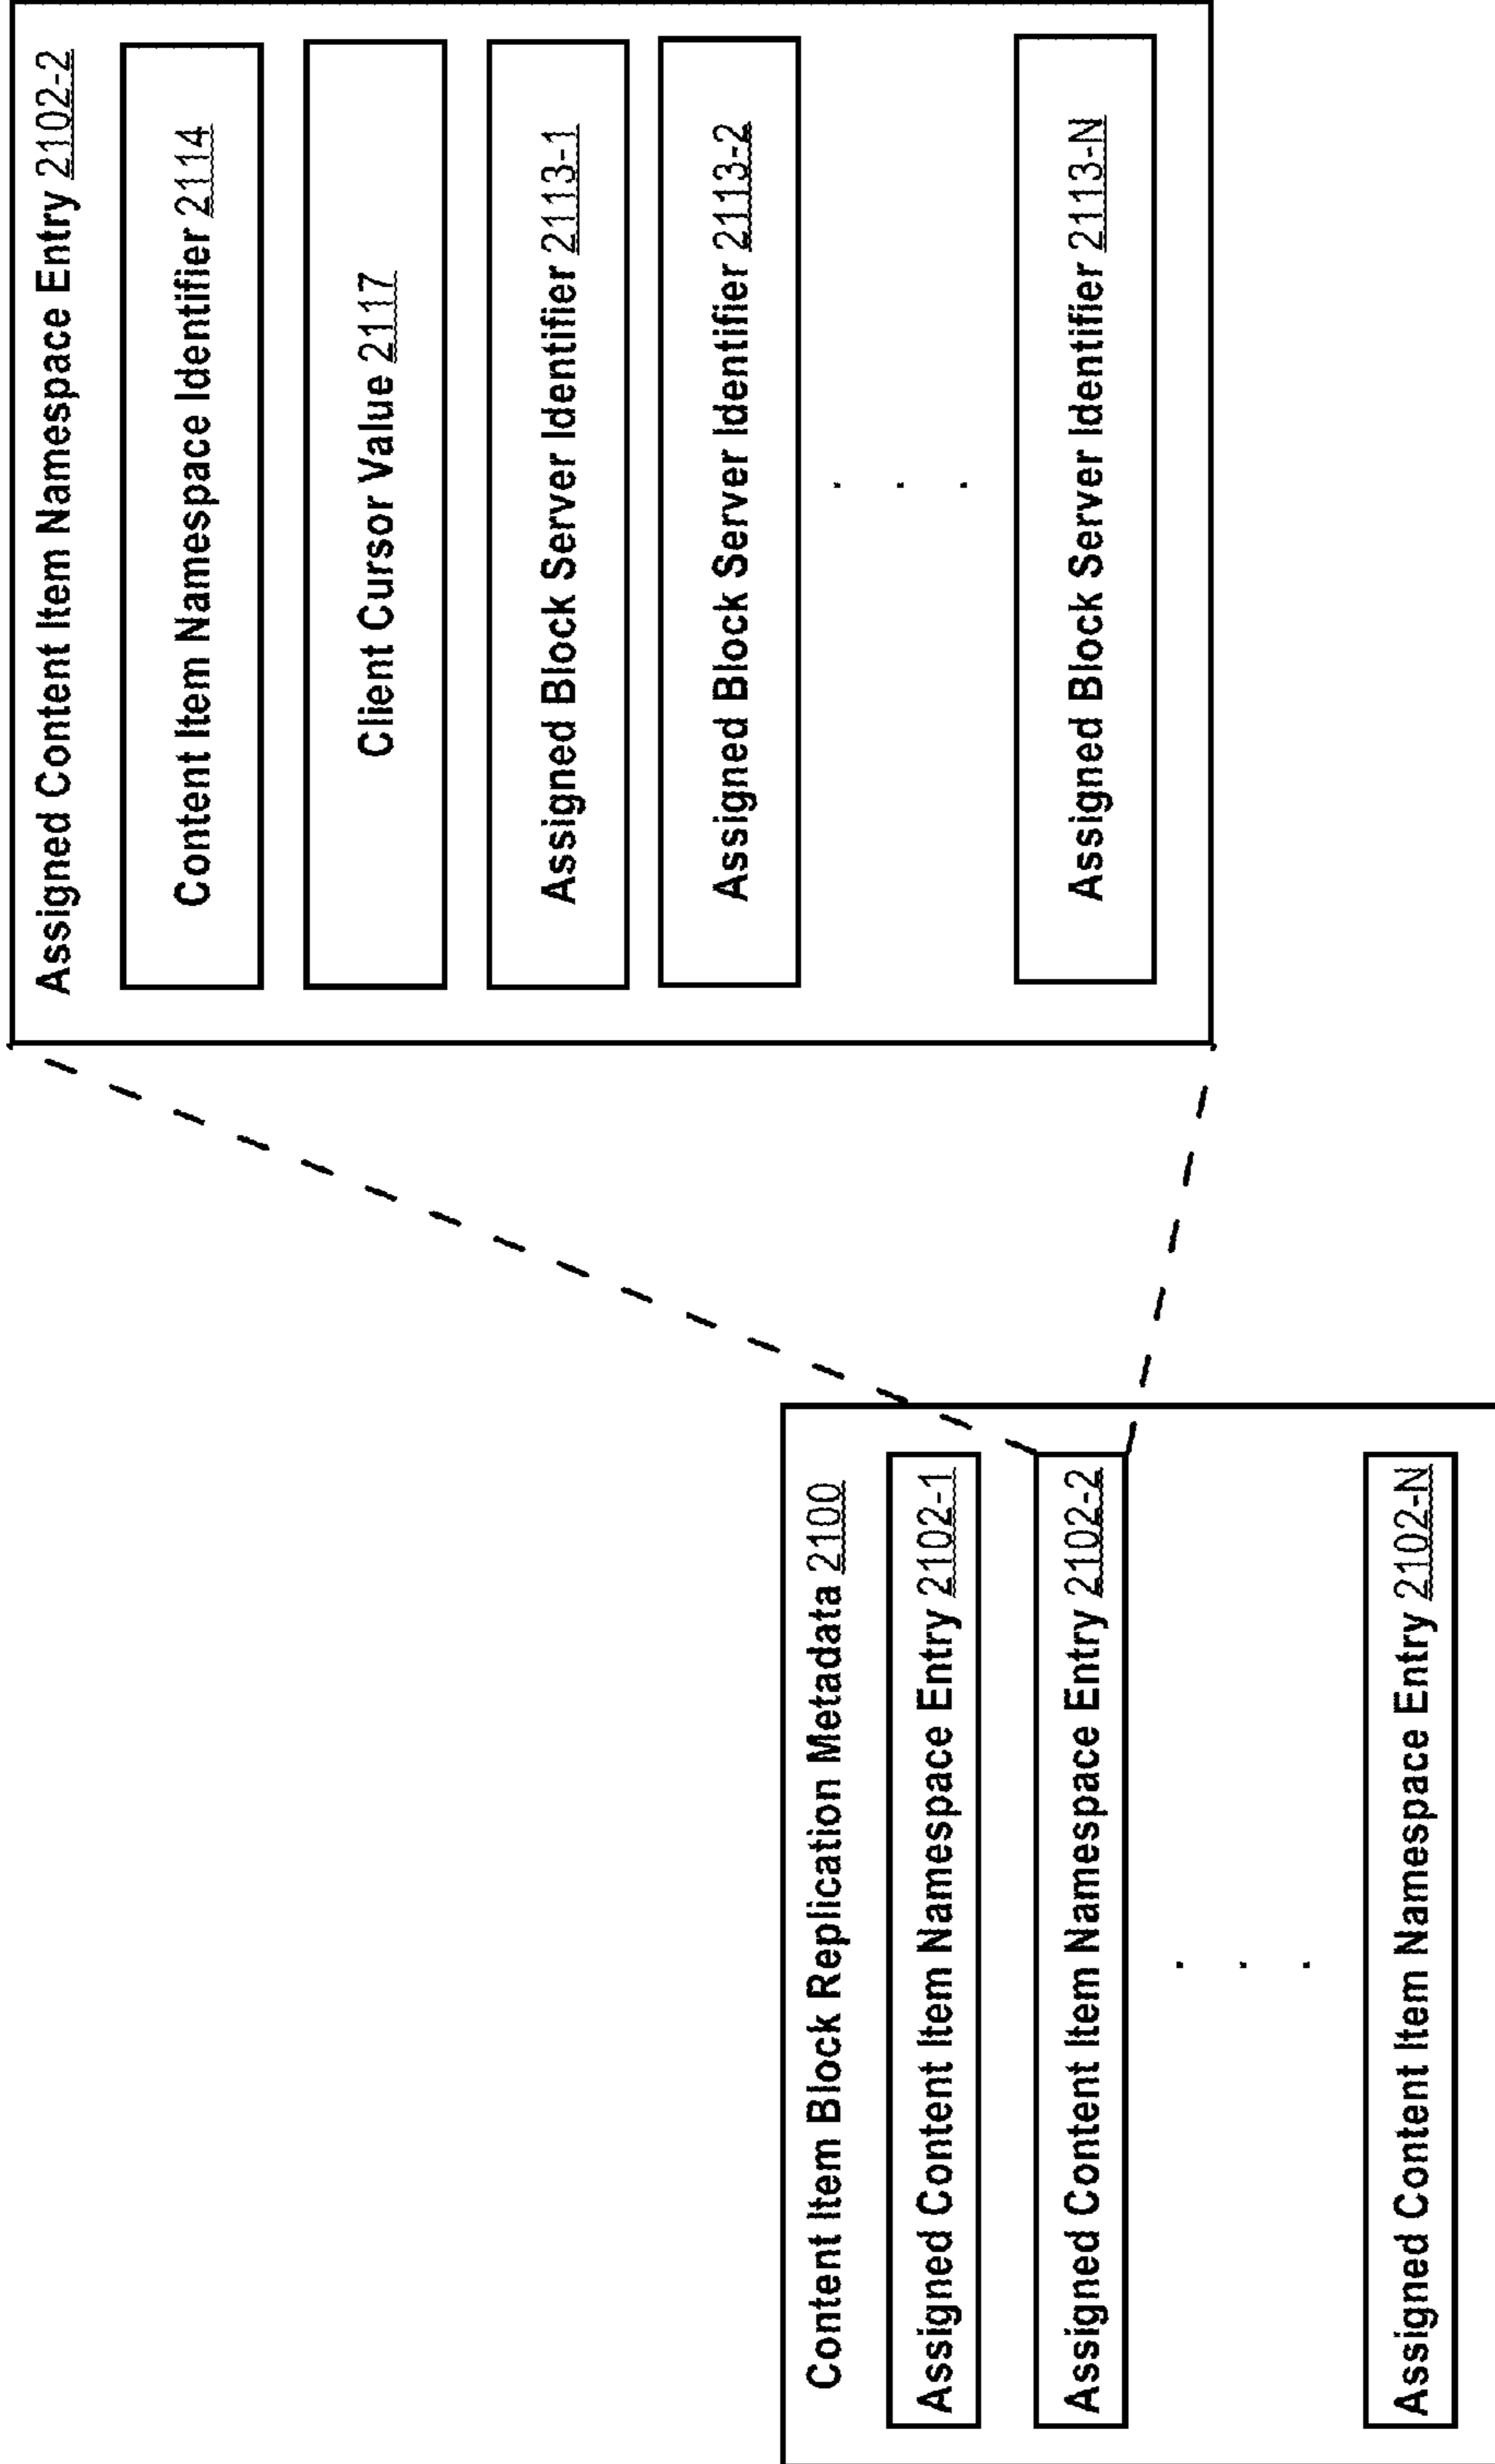 Content Item Block Replication Metadata 2100
Assigned Content Item Namespace Entry 2102-1
Assigned Content Item Namespace Entry 2102-2
. . .
Assigned Content Item Namespace Entry 2102-N
Assigned Content Item Namespace Entry 2102-2
Content Item Namespace Identifier 2114
Client Cursor Value 2117
Assigned Block Server Identifier 2113-1
Assigned Block Server Identifier 2113-2
. . .
Assigned Block Server Identifier 2113-N